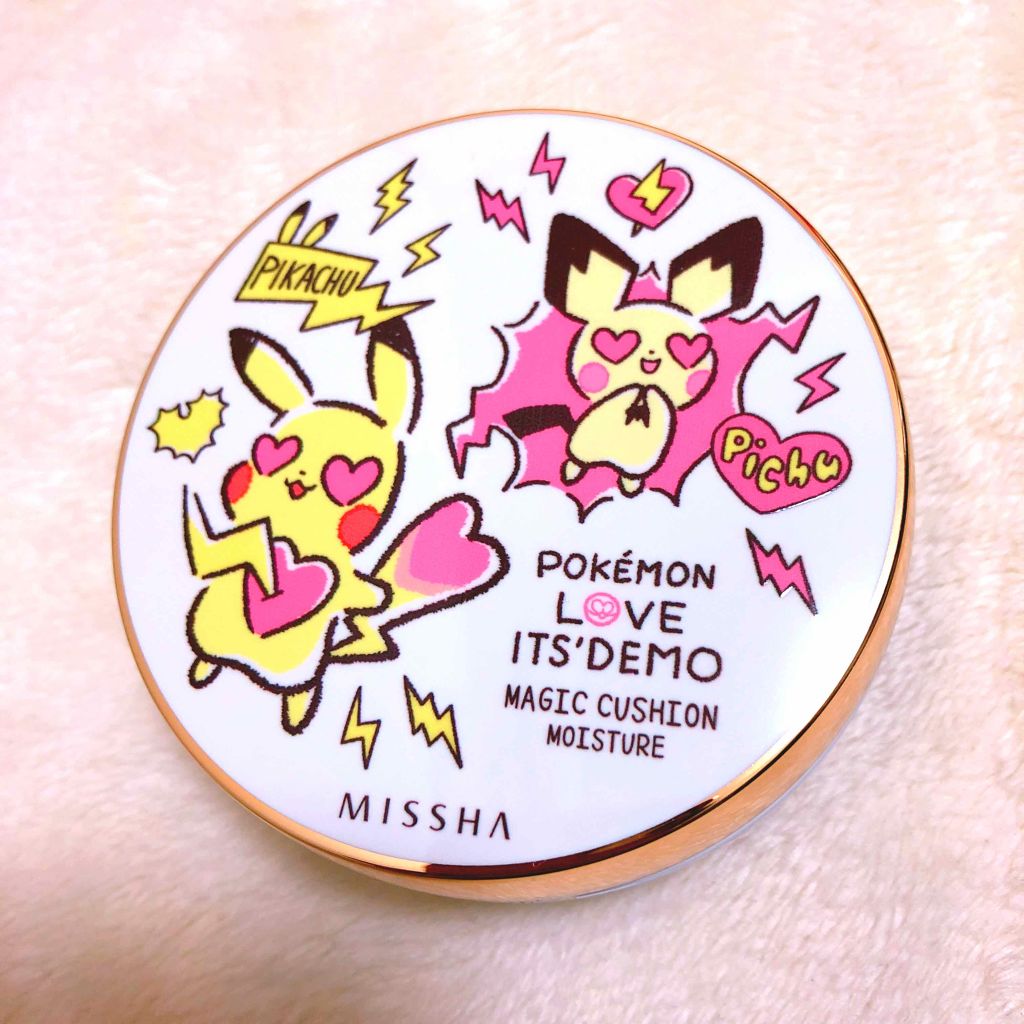 PIKACHU
Pichu
POKÉMON
LOVE
ITS'DEMO
MAGIC CUSHION
MOISTURE
MISSHA